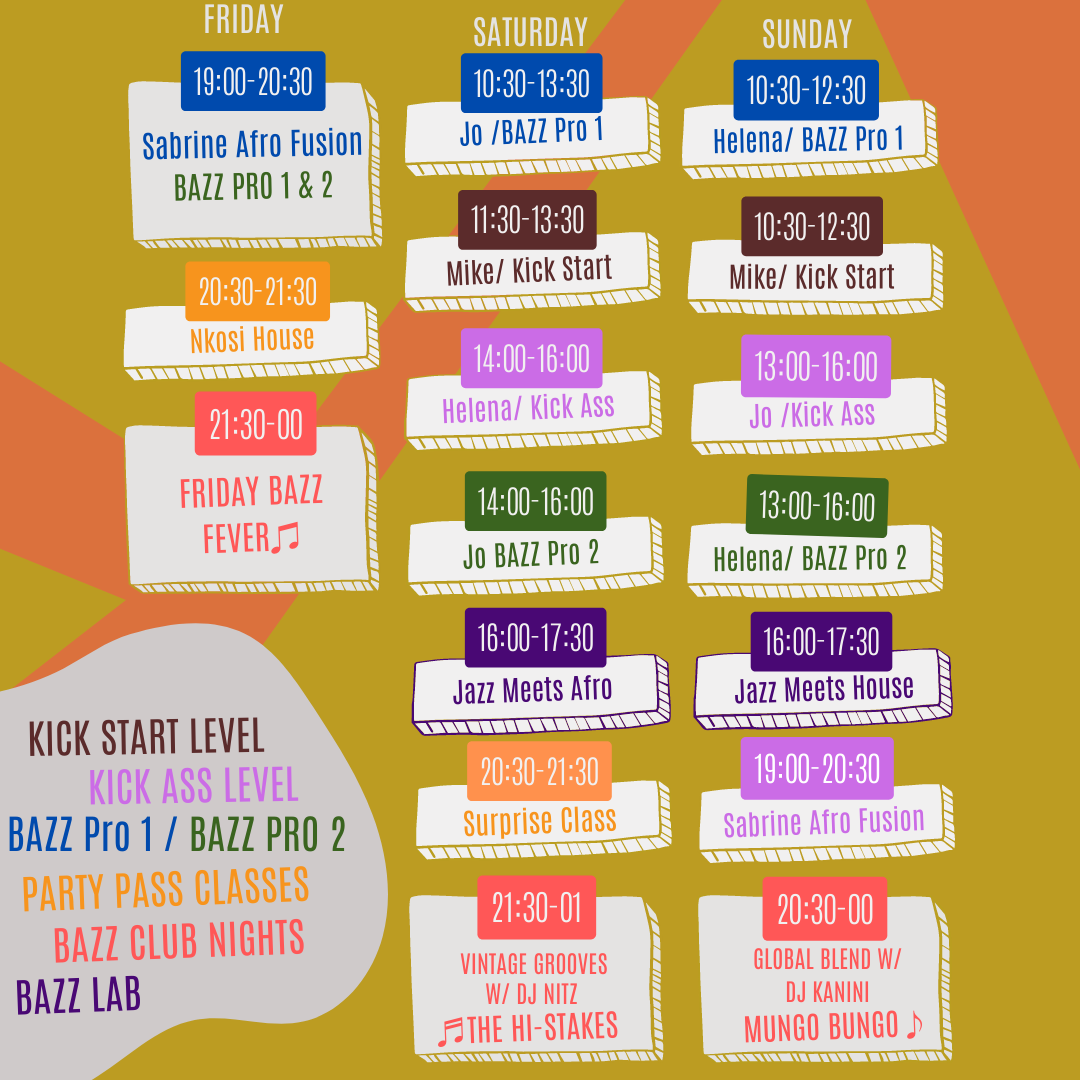 FRIDAY
19:00-20:30
Sabrine Afro Fusion
BAZZ PRO 1 & 2
20:30-21:30
Nkosi House
21:30-00
FRIDAY BAZZ
FEVER♫
SATURDAY
10:30-13:30
Jo /BAZZ Pro 1
11:30-13:30
Mike/ Kick Start
14:00-16:00
Helena/ Kick Ass
14:00-16:00
Jo BAZZ Pro 2
16:00-17:30
Jazz Meets Afro
20:30-21:30
Surprise Class
21:30-01
VINTAGE GROOVES
W/ DJ NITZ
♫THE HI-STAKES
SUNDAY
10:30-12:30
Helena/ BAZZ Pro 1
10:30-12:30
Mike/ Kick Start
13:00-16:00
Jo /Kick Ass
13:00-16:00
Helena/ BAZZ Pro 2
16:00-17:30
Jazz Meets House
19:00-20:30
Sabrine Afro Fusion
20:30-00
GLOBAL BLEND W/
DJ KANINI
MUNGO BUNGO ♪
KICK START LEVEL
KICK ASS LEVEL
BAZZ Pro 1 / BAZZ PRO 2
PARTY PASS CLASSES
BAZZ CLUB NIGHTS
BAZZ LAB